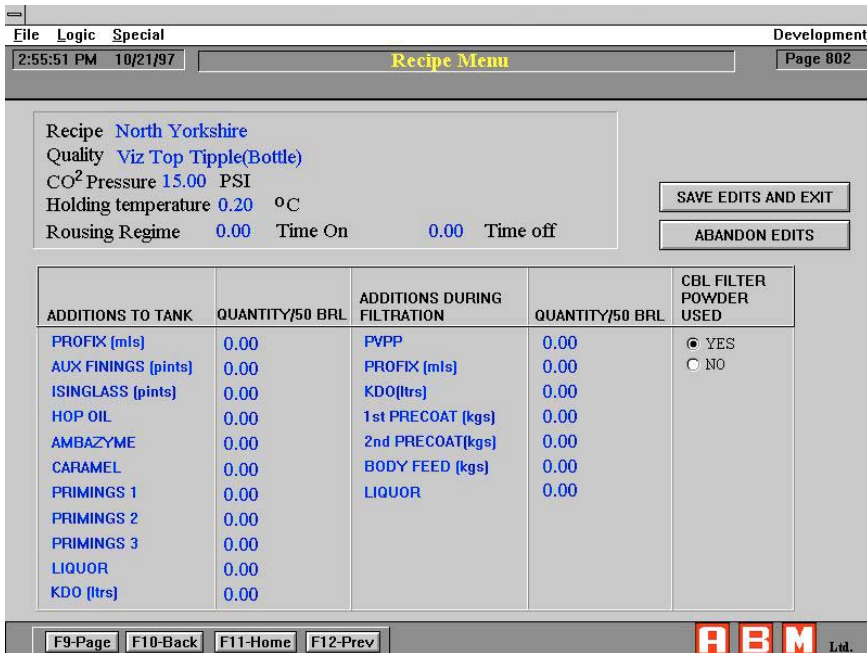 File Logic Special Development
2:55:51 PM 10/21/97 Recipe Menu Page 802
Recipe North Yorkshire
Quality Viz Top Tipple(Bottle)
CO2 Pressure 15.00 PSI
Holding temperature 0.20 oC
Rousing Regime 0.00 Time On 0.00 Time off
SAVE EDITS AND EXIT
ABANDON EDITS
ADDITIONS TO TANK QUANTITY/50 BRL ADDITIONS DURING FILTRATION QUANTITY/50 BRL CBL FILTER POWDER USED
PROFIX (mls) 0.00 PVPP 0.00 YES
AUX FININGS (pints) 0.00 PROFIX (mls) 0.00 NO
ISINGLASS (pints) 0.00 KDO(ltrs) 0.00
HOP OIL 0.00 1st PRECOAT (kgs) 0.00
AMBAZYME 0.00 2nd PRECOAT(kgs) 0.00
CARAMEL 0.00 BODY FEED (kgs) 0.00
PRIMINGS 1 0.00 LIQUOR 0.00
PRIMINGS 2 0.00
PRIMINGS 3 0.00
LIQUOR 0.00
KDO (ltrs) 0.00
F9-Page F10-Back F11-Home F12-Prev ABM Ltd.